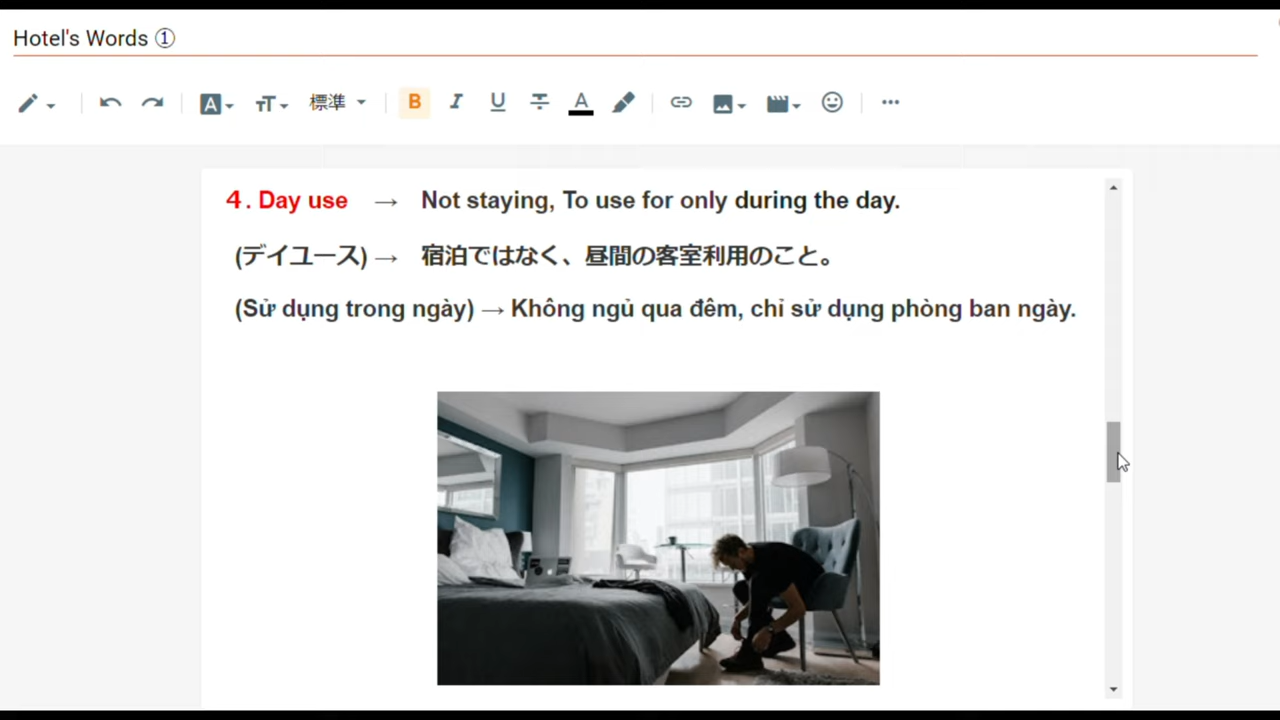 Hotel's Words ①
標準 B I U T A
４. Day use → Not staying, To use for only during the day.
(デイユース) → 宿泊ではなく、昼間の客室利用のこと。
(Sử dụng trong ngày) → Không ngủ qua đêm, chỉ sử dụng phòng ban ngày.